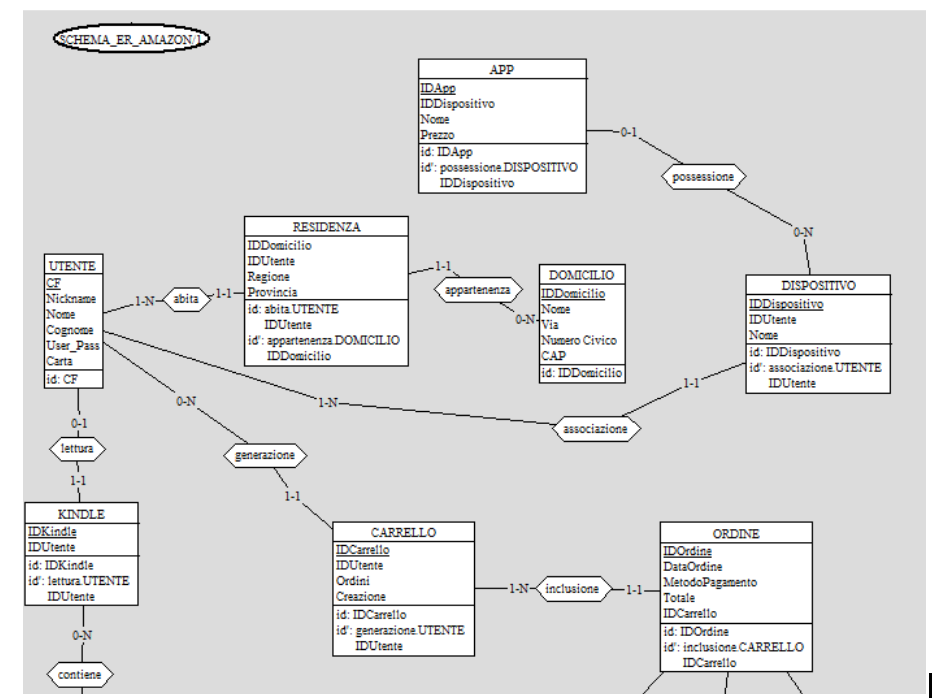 SCHEMA_ER_AMAZON/1
APP
IDApp
IDDispositivo
Nome
Prezzo
id: IDApp
id': possessione.DISPOSITIVO
IDDispositivo
0-1
possessione
0-N
RESIDENZA
IDDomicilio
IDUtente
Regione
Provincia
id: abita.UTENTE
IDUtente
id': appartenenza.DOMICILIO
IDDomicilio
1-1
appartenenza
0-N
DOMICILIO
IDDomicilio
Nome
Via
Numero Civico
CAP
id: IDDomicilio
DISPOSITIVO
IDDispositivo
IDUtente
Nome
id: IDDispositivo
id': associazione.UTENTE
IDUtente
UTENTE
CF
Nickname
Nome
Cognome
User_Pass
Carta
id: CF
1-N
abita
1-1
1-N
associazione
1-1
0-N
generazione
1-1
0-1
lettura
1-1
KINDLE
IDKindle
IDUtente
id: IDKindle
id': lettura.UTENTE
IDUtente
0-N
contiene
CARRELLO
IDCarrello
IDUtente
Ordini
Creazione
id: IDCarrello
id': generazione.UTENTE
IDUtente
1-N
inclusione
1-1
ORDINE
IDOrdine
DataOrdine
MetodoPagamento
Totale
IDCarrello
id: IDOrdine
id': inclusione.CARRELLO
IDCarrello